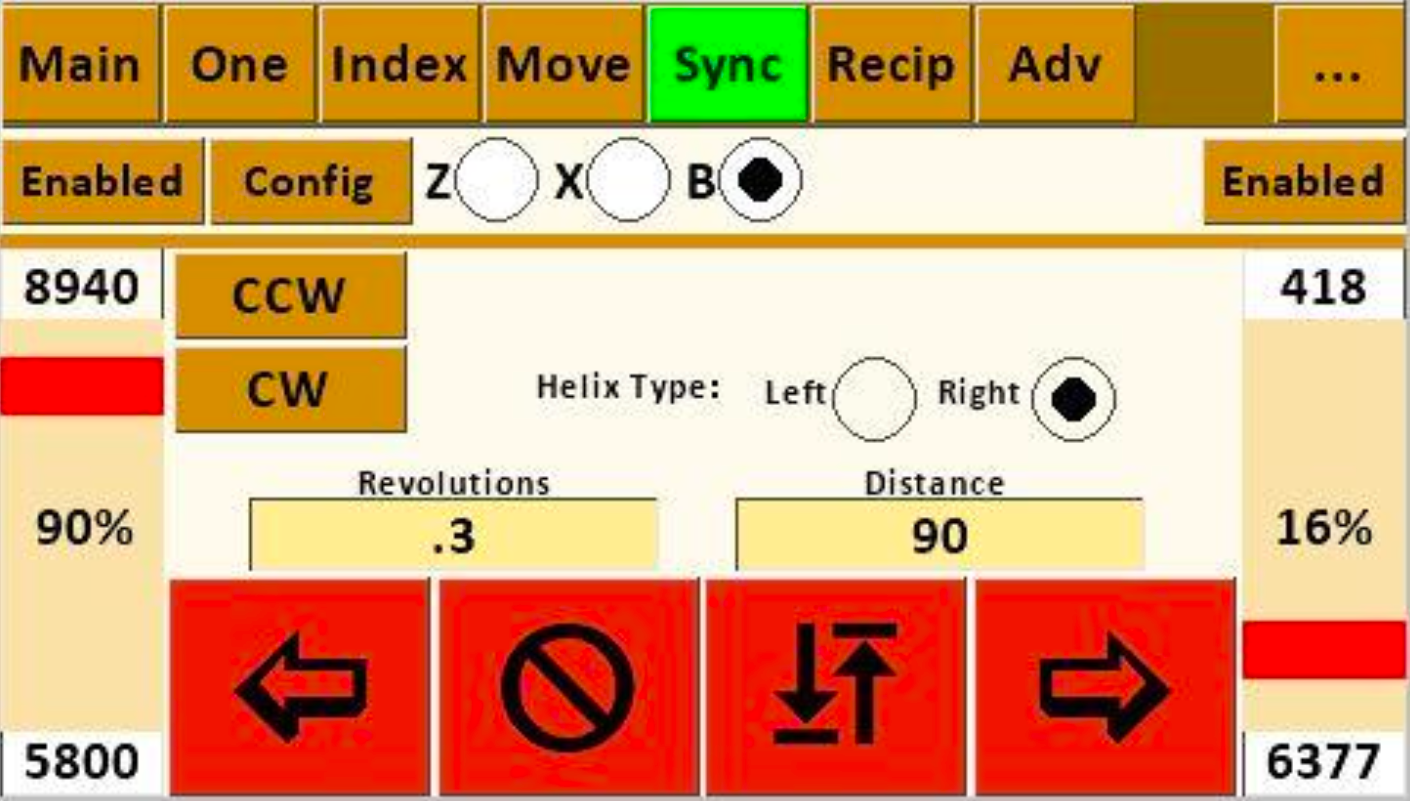 Main One Index Move Sync Recip Adv ...
Enabled Config Z X B Enabled
8940 CCW 418
CW Helix Type: Left Right
Revolutions Distance
90% .3 90 16%
5800 6377